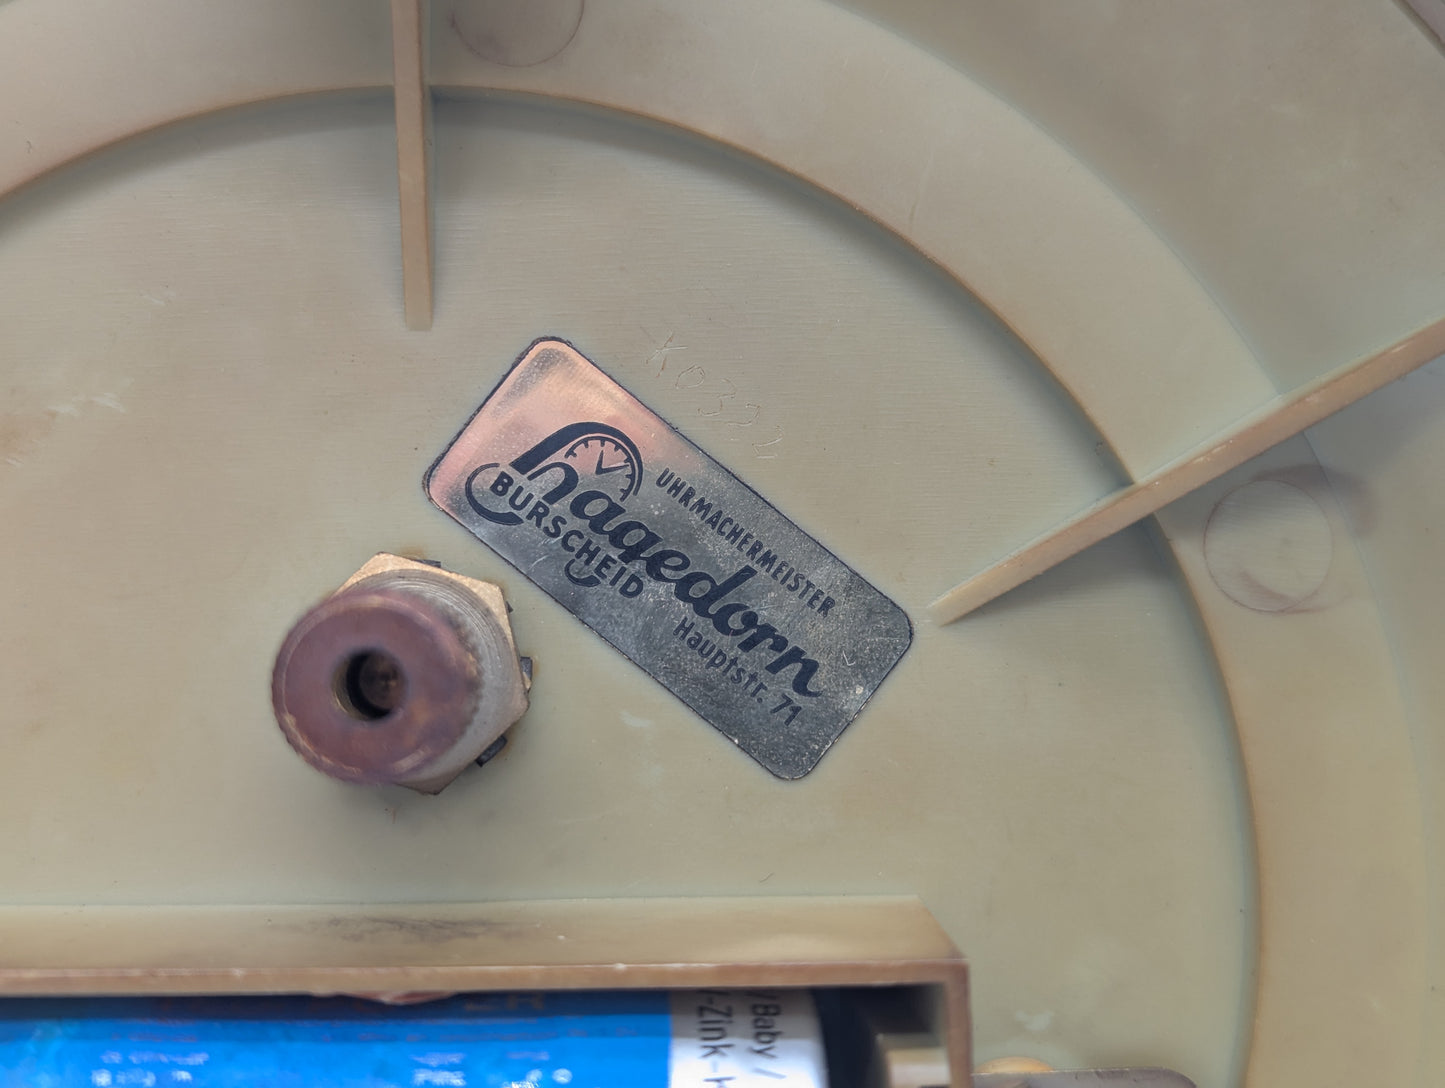 K0322
UHRMACHERMEISTER
hagedorn
BURSCHEID
Hauptstr. 71
/Baby /
-Zink-